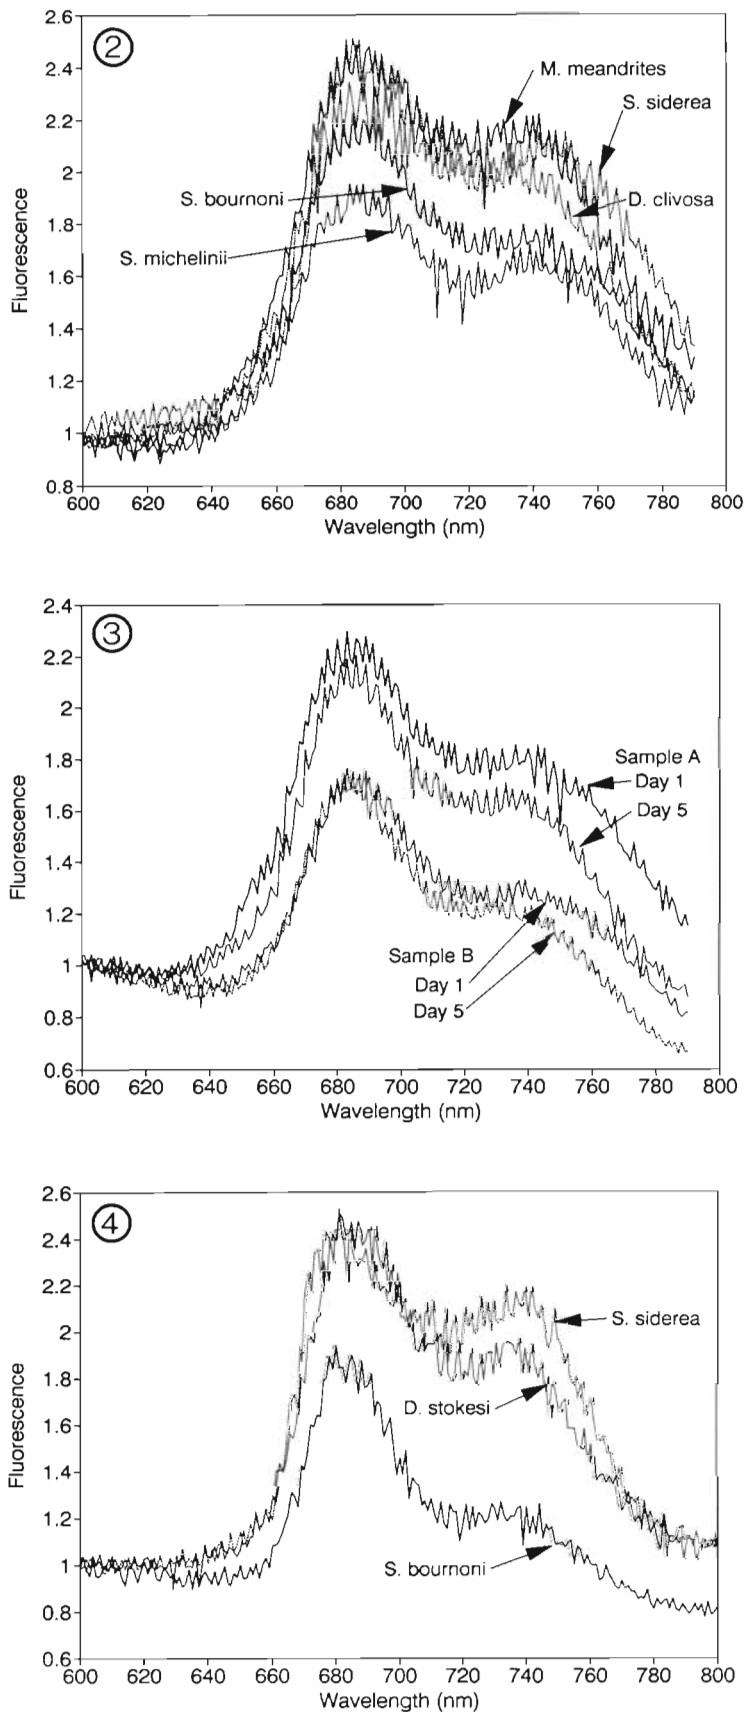 ②
2.6
2.4
2.2
2
1.8
1.6
1.4
1.2
1
0.8
Fluorescence
M. meandrites
S. siderea
S. bournoni
D. clivosa
S. michelinii
600 620 640 660 680 700 720 740 760 780 800
Wavelength (nm)
③
2.4
2.2
2
1.8
1.6
1.4
1.2
1
0.8
0.6
Fluorescence
Sample A
Day 1
Day 5
Sample B
Day 1
Day 5
600 620 640 660 680 700 720 740 760 780 800
Wavelength (nm)
④
2.6
2.4
2.2
2
1.8
1.6
1.4
1.2
1
0.8
0.6
Fluorescence
S. siderea
D. stokesi
S. bournoni
600 620 640 660 680 700 720 740 760 780 800
Wavelength (nm)